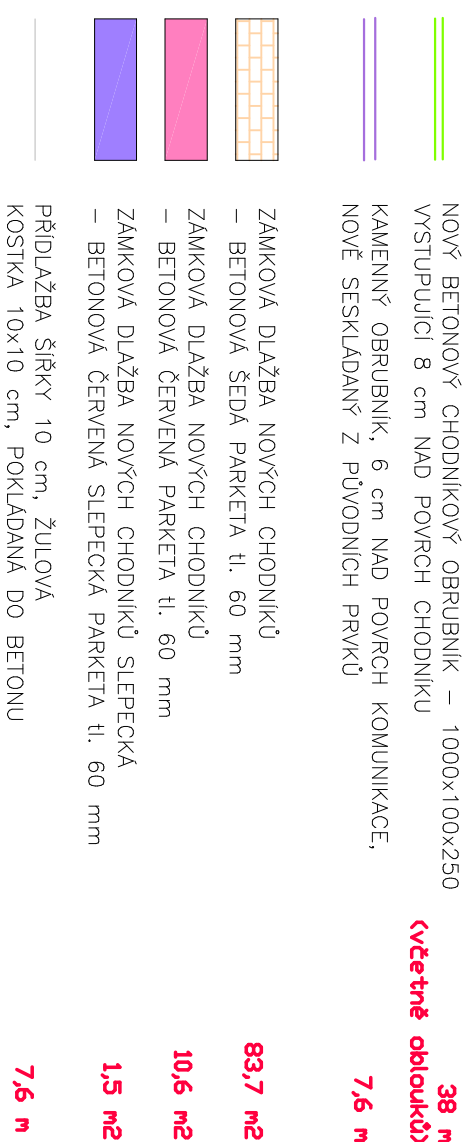 NOVÝ BETONOVÝ CHODNÍKOVÝ OBRUBNÍK – 1000x100x250 38 m
VYSTUPUJÍCÍ 8 cm NAD POVRCH CHODNÍKU (včetně oblouků)
KAMENNÝ OBRUBNÍK, 6 cm NAD POVRCH KOMUNIKACE,
NOVĚ SESKLÁDANÝ Z PŮVODNÍCH PRVKŮ 7,6 m
ZÁMKOVÁ DLAŽBA NOVÝCH CHODNÍKŮ
– BETONOVÁ ŠEDÁ PARKETA tl. 60 mm 83,7 m2
ZÁMKOVÁ DLAŽBA NOVÝCH CHODNÍKŮ
– BETONOVÁ ČERVENÁ PARKETA tl. 60 mm 10,6 m2
ZÁMKOVÁ DLAŽBA NOVÝCH CHODNÍKŮ SLEPECKÁ
– BETONOVÁ ČERVENÁ SLEPECKÁ PARKETA tl. 60 mm 1,5 m2
PŘÍDLAŽBA ŠÍŘKY 10 cm, ŽULOVÁ
KOSTKA 10x10 cm, POKLÁDANÁ DO BETONU 7,6 m